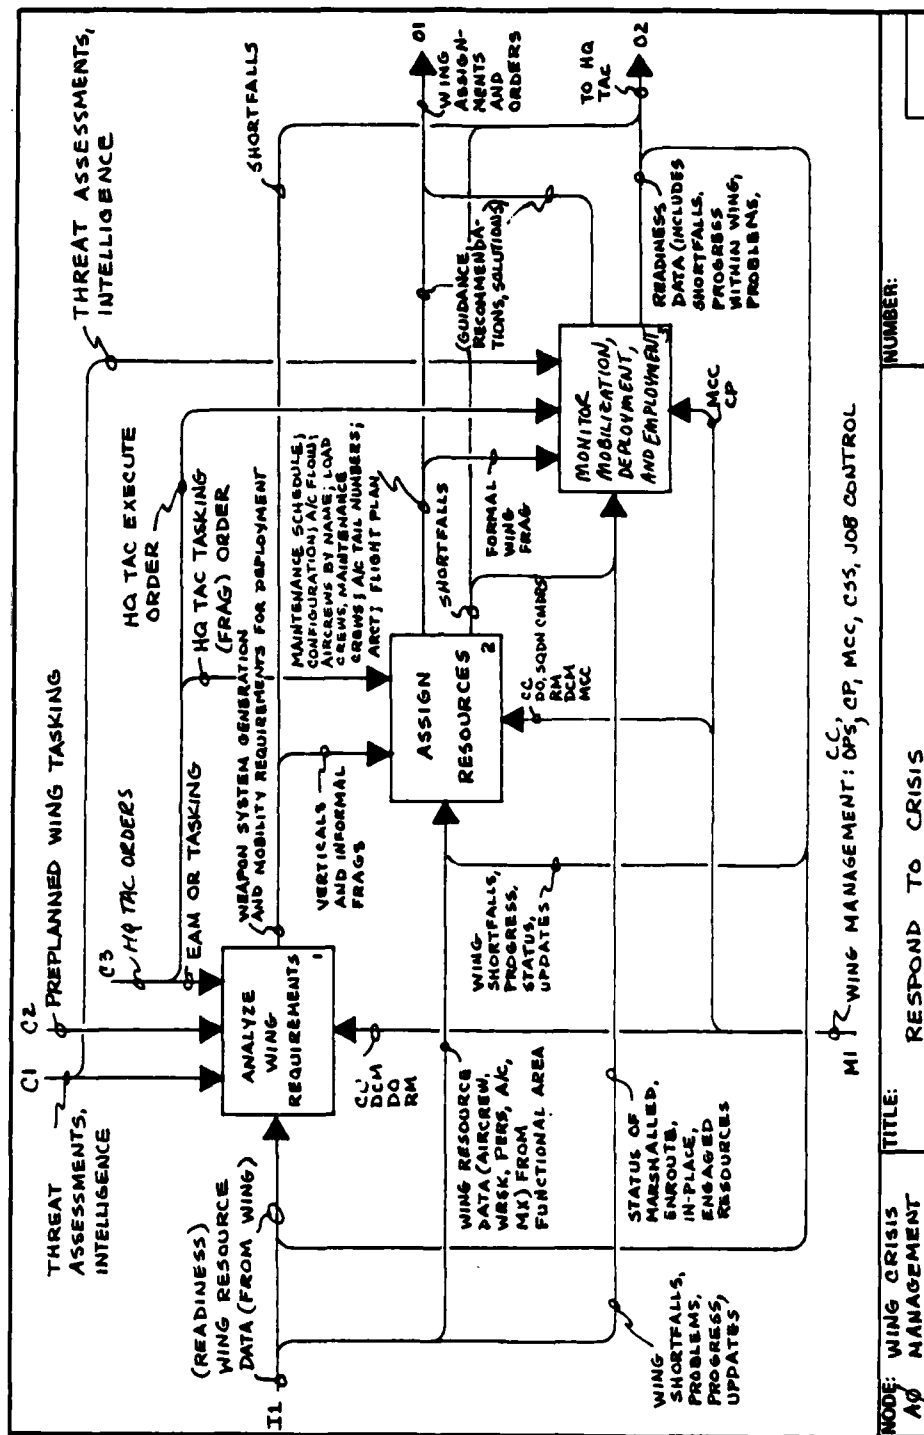 C1
C2
C3
THREAT
ASSESSMENTS,
INTELLIGENCE
PREPLANNED WING TASKING
HQ TAC ORDERS
EAM OR TASKING
HQ TAC EXECUTE
ORDER
HQ TAC TASKING
(FRAG) ORDER
THREAT ASSESSMENTS,
INTELLIGENCE
I1
(READINESS)
WING RESOURCE
DATA (FROM WING)
ANALYZE
WING
REQUIREMENTS
1
CC,
DCM
DO
RM
WEAPON SYSTEM GENERATION
AND MOBILITY REQUIREMENTS FOR DEPLOYMENT
SHORTFALLS
VERTICALS
AND INFORMAL
FRAGS
MAINTENANCE SCHEDULE;
CONFIGURATION; A/C FLOW;
AIRCREWS BY NAME; LOAD
CREWS, MAINTENANCE
CREWS; A/C TAIL NUMBERS;
ARCT; FLIGHT PLAN
ASSIGN
RESOURCES
2
CC
DO, SQDN CMDRS
RM
DCM
MCC
SHORTFALLS
FORMAL
WING
FRAG
(GUIDANCE,
RECOMMENDA-
TIONS, SOLUTIONS)
O1
WING
ASSIGN-
MENTS
AND
ORDERS
TO HQ
TAC
O2
MONITOR
MOBILIZATION,
DEPLOYMENT,
AND EMPLOYMENT
3
READINESS
DATA (INCLUDES
SHORTFALLS,
PROGRESS
WITHIN WING,
PROBLEMS,
MCC
CP
WING RESOURCE
DATA (AIRCREW,
WRSK, PERS, A/C,
MX) FROM
FUNCTIONAL AREA
WING
SHORTFALLS,
PROGRESS,
STATUS,
UPDATES
WING
SHORTFALLS,
PROBLEMS,
PROGRESS,
UPDATES
STATUS OF
MARSHALLED,
ENROUTE,
IN-PLACE,
ENGAGED
RESOURCES
M1
CC,
WING MANAGEMENT: OPS, CP, MCC, CSS, JOB CONTROL
NODE: WING CRISIS
AØ MANAGEMENT
TITLE:
RESPOND TO CRISIS
NUMBER: